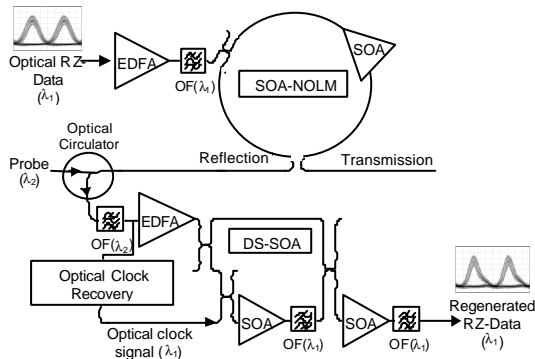 Optical RZ-
Data
(λ1)
EDFA
OF(λ1)
SOA
SOA-NOLM
Optical
Circulator
Probe
(λ2)
Reflection
Transmission
OF(λ2)
EDFA
DS-SOA
Optical Clock
Recovery
Optical clock
signal (λ1)
SOA
OF(λ1)
SOA
OF(λ1)
Regenerated
RZ-Data
(λ1)